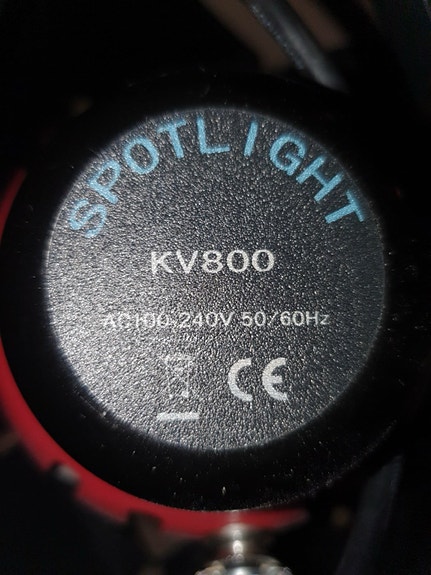 SPOTLIGHT
KV800
AC100-240V 50/60Hz
CE